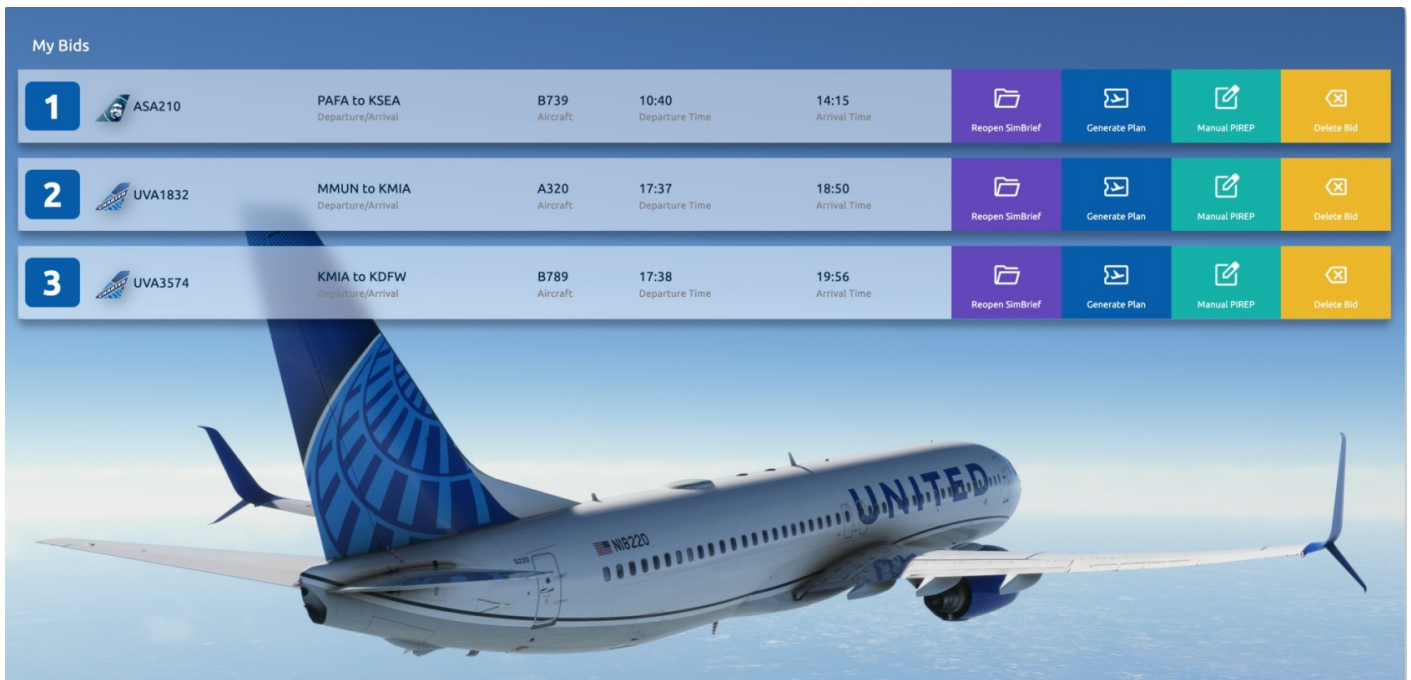 My Bids
1 ASA210 PAFA to KSEA B739 10:40 14:15
Departure/Arrival Aircraft Departure Time Arrival Time
Reopen SimBrief Generate Plan Manual PIREP Delete Bid
2 CHARTER UVA1832 MMUN to KMIA A320 17:37 18:50
Departure/Arrival Aircraft Departure Time Arrival Time
Reopen SimBrief Generate Plan Manual PIREP Delete Bid
3 CHARTER UVA3574 KMIA to KDFW B789 17:38 19:56
Departure/Arrival Aircraft Departure Time Arrival Time
Reopen SimBrief Generate Plan Manual PIREP Delete Bid
UNITED
N18220